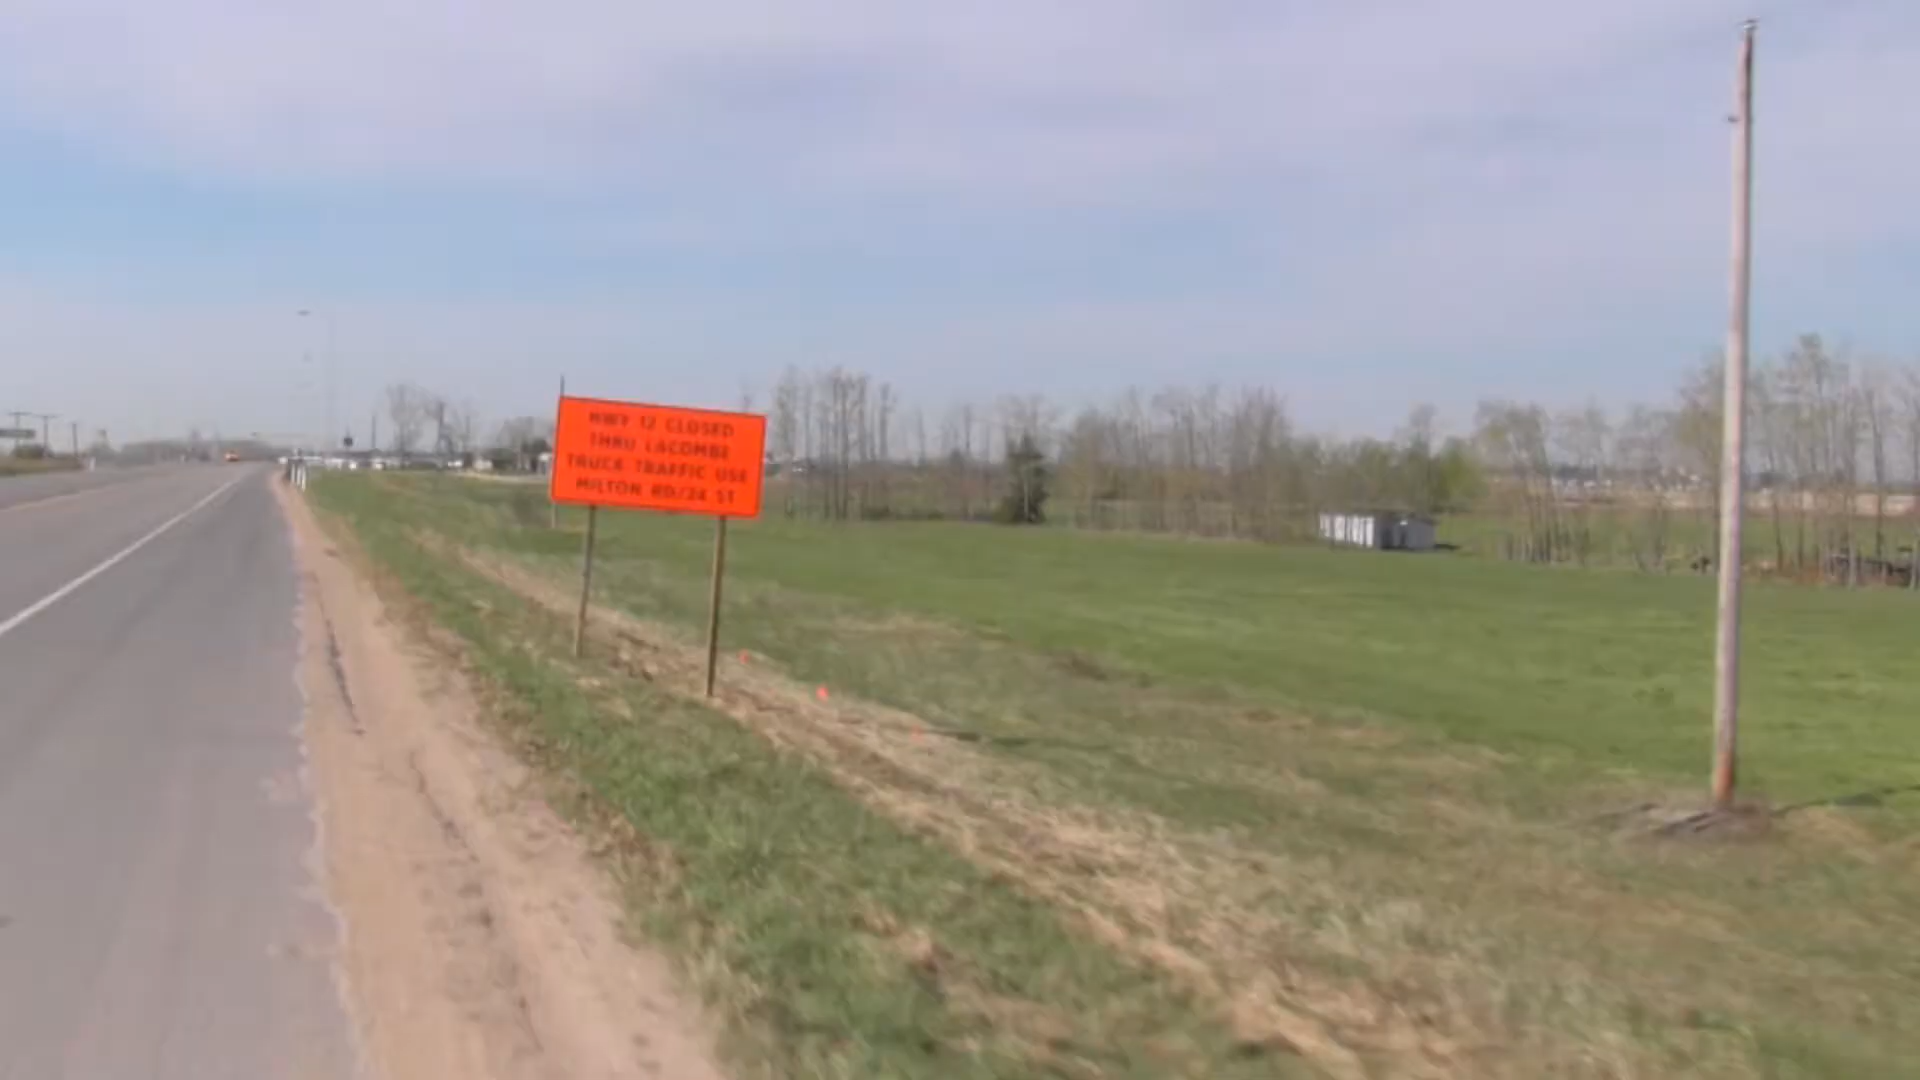 HWY 12 CLOSED
THRU LACOMBE
TRUCK TRAFFIC USE
MILTON RD/34 ST